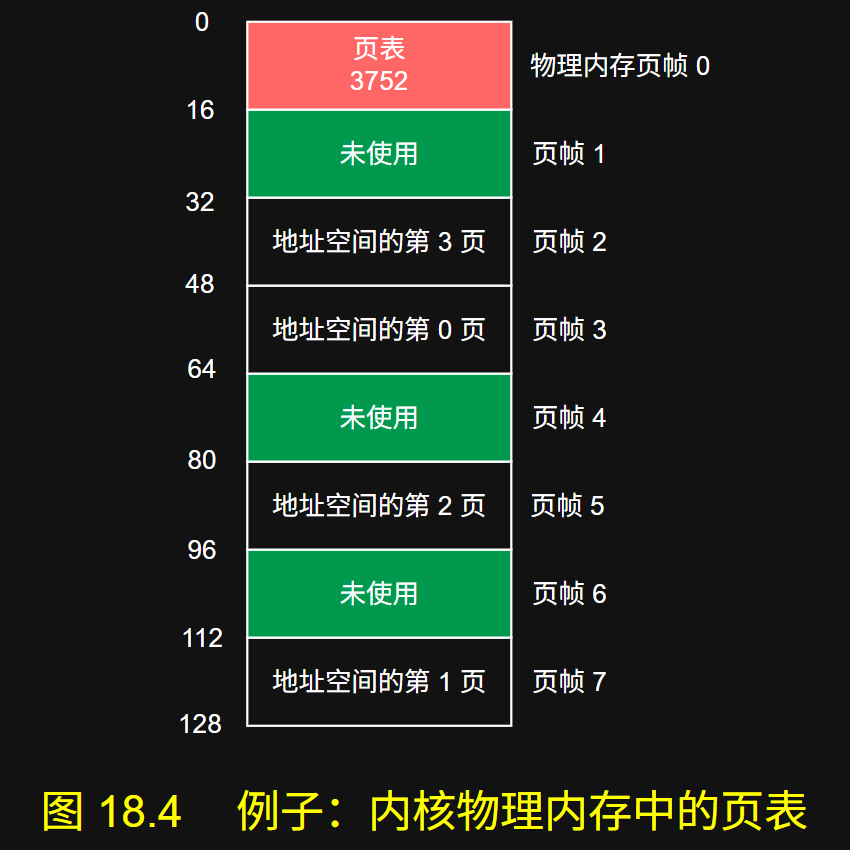 0
页表
3752
物理内存页帧 0
16
未使用
页帧 1
32
地址空间的第 3 页
页帧 2
48
地址空间的第 0 页
页帧 3
64
未使用
页帧 4
80
地址空间的第 2 页
页帧 5
96
未使用
页帧 6
112
地址空间的第 1 页
页帧 7
128
图 18.4 例子：内核物理内存中的页表